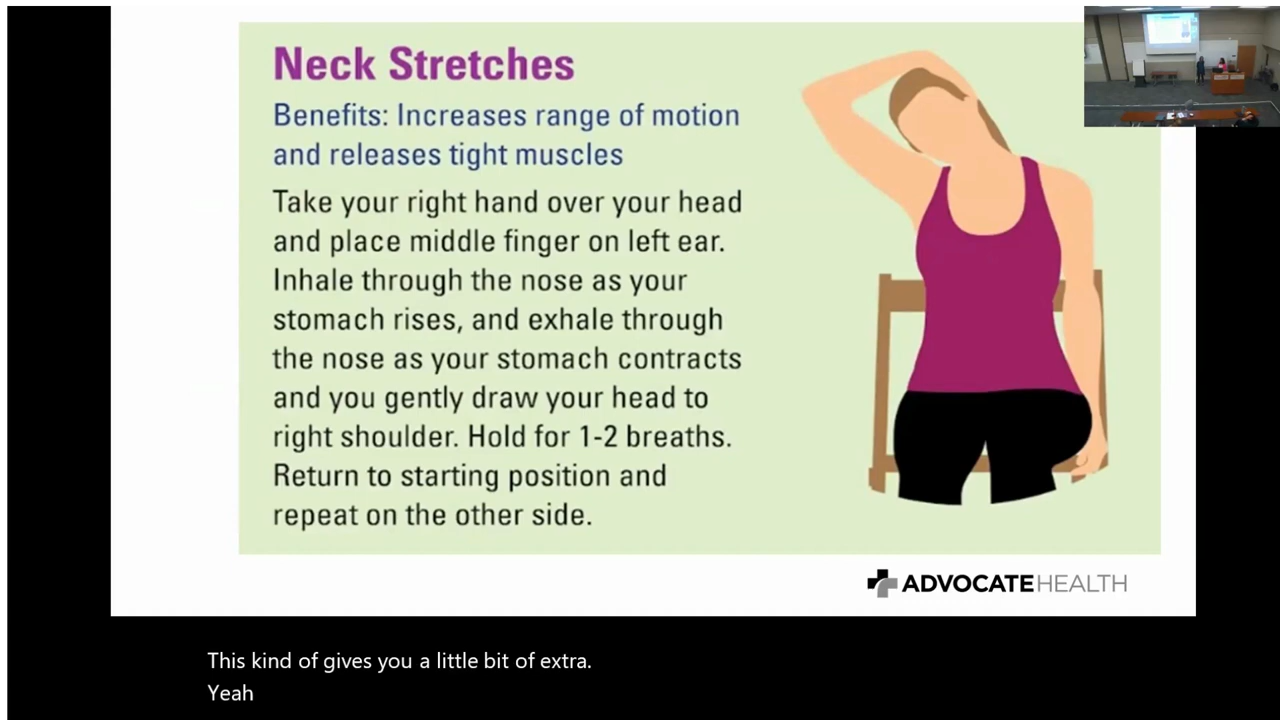 Neck Stretches
Benefits: Increases range of motion
and releases tight muscles
Take your right hand over your head
and place middle finger on left ear.
Inhale through the nose as your
stomach rises, and exhale through
the nose as your stomach contracts
and you gently draw your head to
right shoulder. Hold for 1-2 breaths.
Return to starting position and
repeat on the other side.
ADVOCATEHEALTH
This kind of gives you a little bit of extra.
Yeah